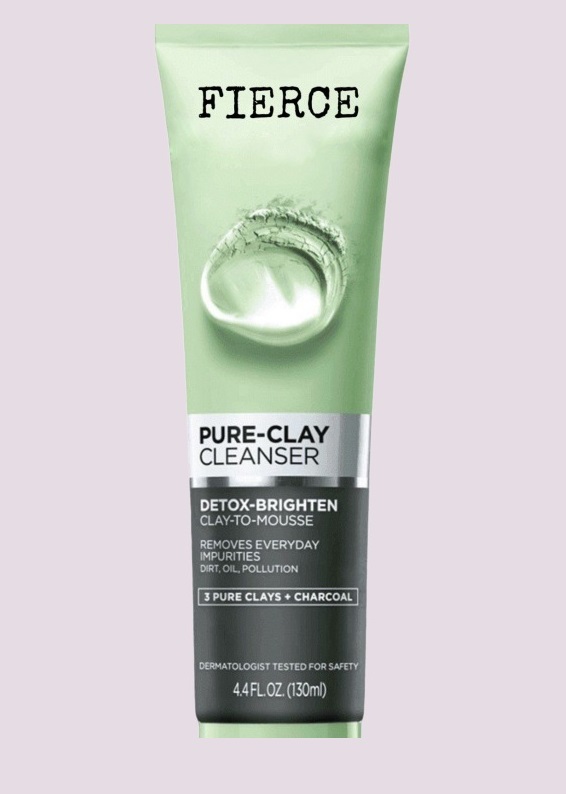 FIERCE
PURE-CLAY
CLEANSER
DETOX-BRIGHTEN
CLAY-TO-MOUSSE
REMOVES EVERYDAY
IMPURITIES
DIRT, OIL, POLLUTION
3 PURE CLAYS + CHARCOAL
DERMATOLOGIST TESTED FOR SAFETY
4.4 FL. OZ. (130ml)